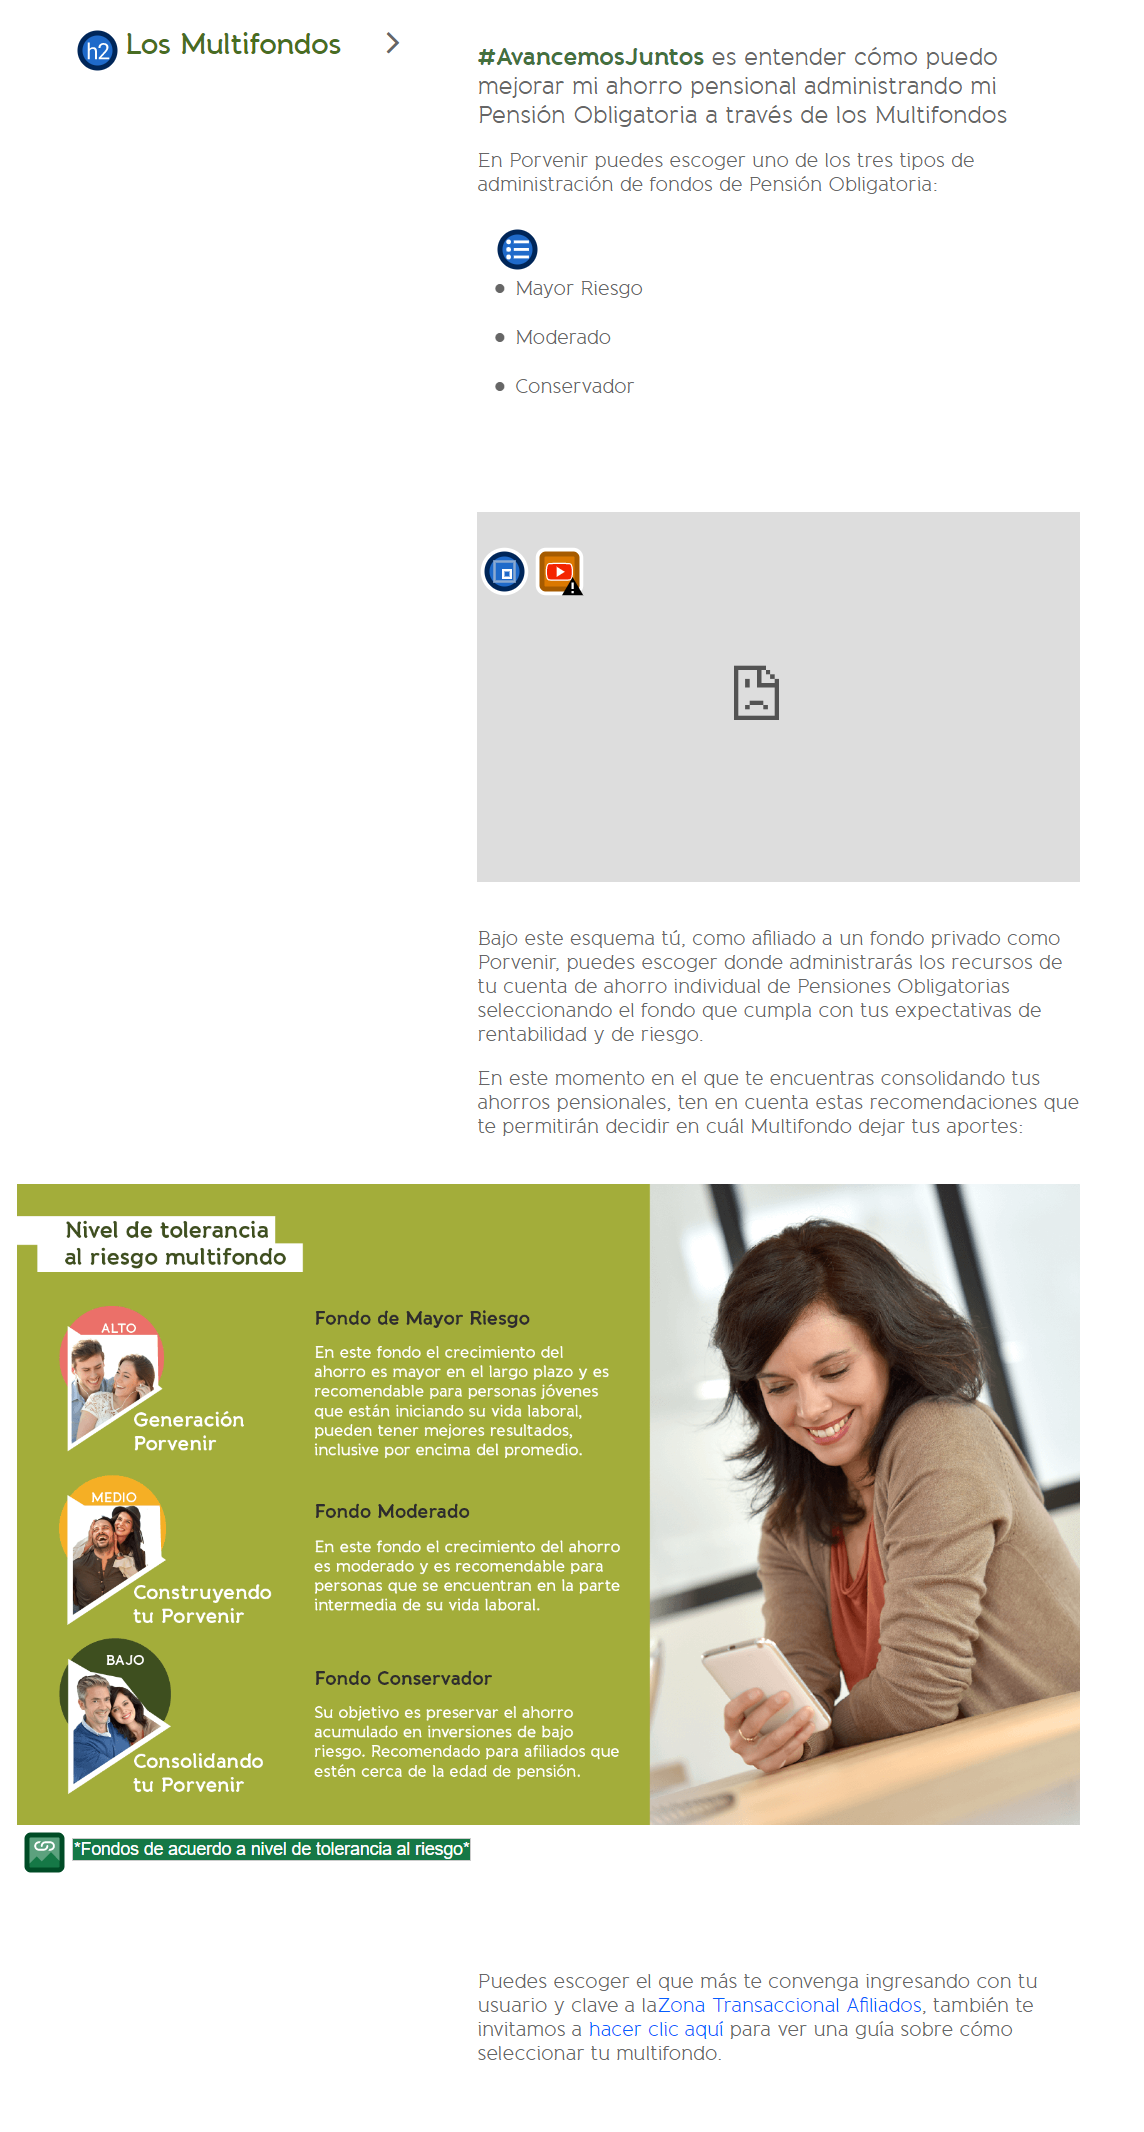 h2 Los Multifondos
#AvancemosJuntos es entender cómo puedo
mejorar mi ahorro pensional administrando mi
Pensión Obligatoria a través de los Multifondos
En Porvenir puedes escoger uno de los tres tipos de
administración de fondos de Pensión Obligatoria:
Mayor Riesgo
Moderado
Conservador
Bajo este esquema tú, como afiliado a un fondo privado como
Porvenir, puedes escoger donde administrarás los recursos de
tu cuenta de ahorro individual de Pensiones Obligatorias
seleccionando el fondo que cumpla con tus expectativas de
rentabilidad y de riesgo.
En este momento en el que te encuentras consolidando tus
ahorros pensionales, ten en cuenta estas recomendaciones que
te permitirán decidir en cuál Multifondo dejar tus aportes:
Nivel de tolerancia
al riesgo multifondo
ALTO
Generación
Porvenir
Fondo de Mayor Riesgo
En este fondo el crecimiento del
ahorro es mayor en el largo plazo y es
recomendable para personas jóvenes
que están iniciando su vida laboral,
pueden tener mejores resultados,
inclusive por encima del promedio.
MEDIO
Construyendo
tu Porvenir
Fondo Moderado
En este fondo el crecimiento del ahorro
es moderado y es recomendable para
personas que se encuentran en la parte
intermedia de su vida laboral.
BAJO
Consolidando
tu Porvenir
Fondo Conservador
Su objetivo es preservar el ahorro
acumulado en inversiones de bajo
riesgo. Recomendado para afiliados que
estén cerca de la edad de pensión.
*Fondos de acuerdo a nivel de tolerancia al riesgo*
Puedes escoger el que más te convenga ingresando con tu
usuario y clave a laZona Transaccional Afiliados, también te
invitamos a hacer clic aquí para ver una guía sobre cómo
seleccionar tu multifondo.